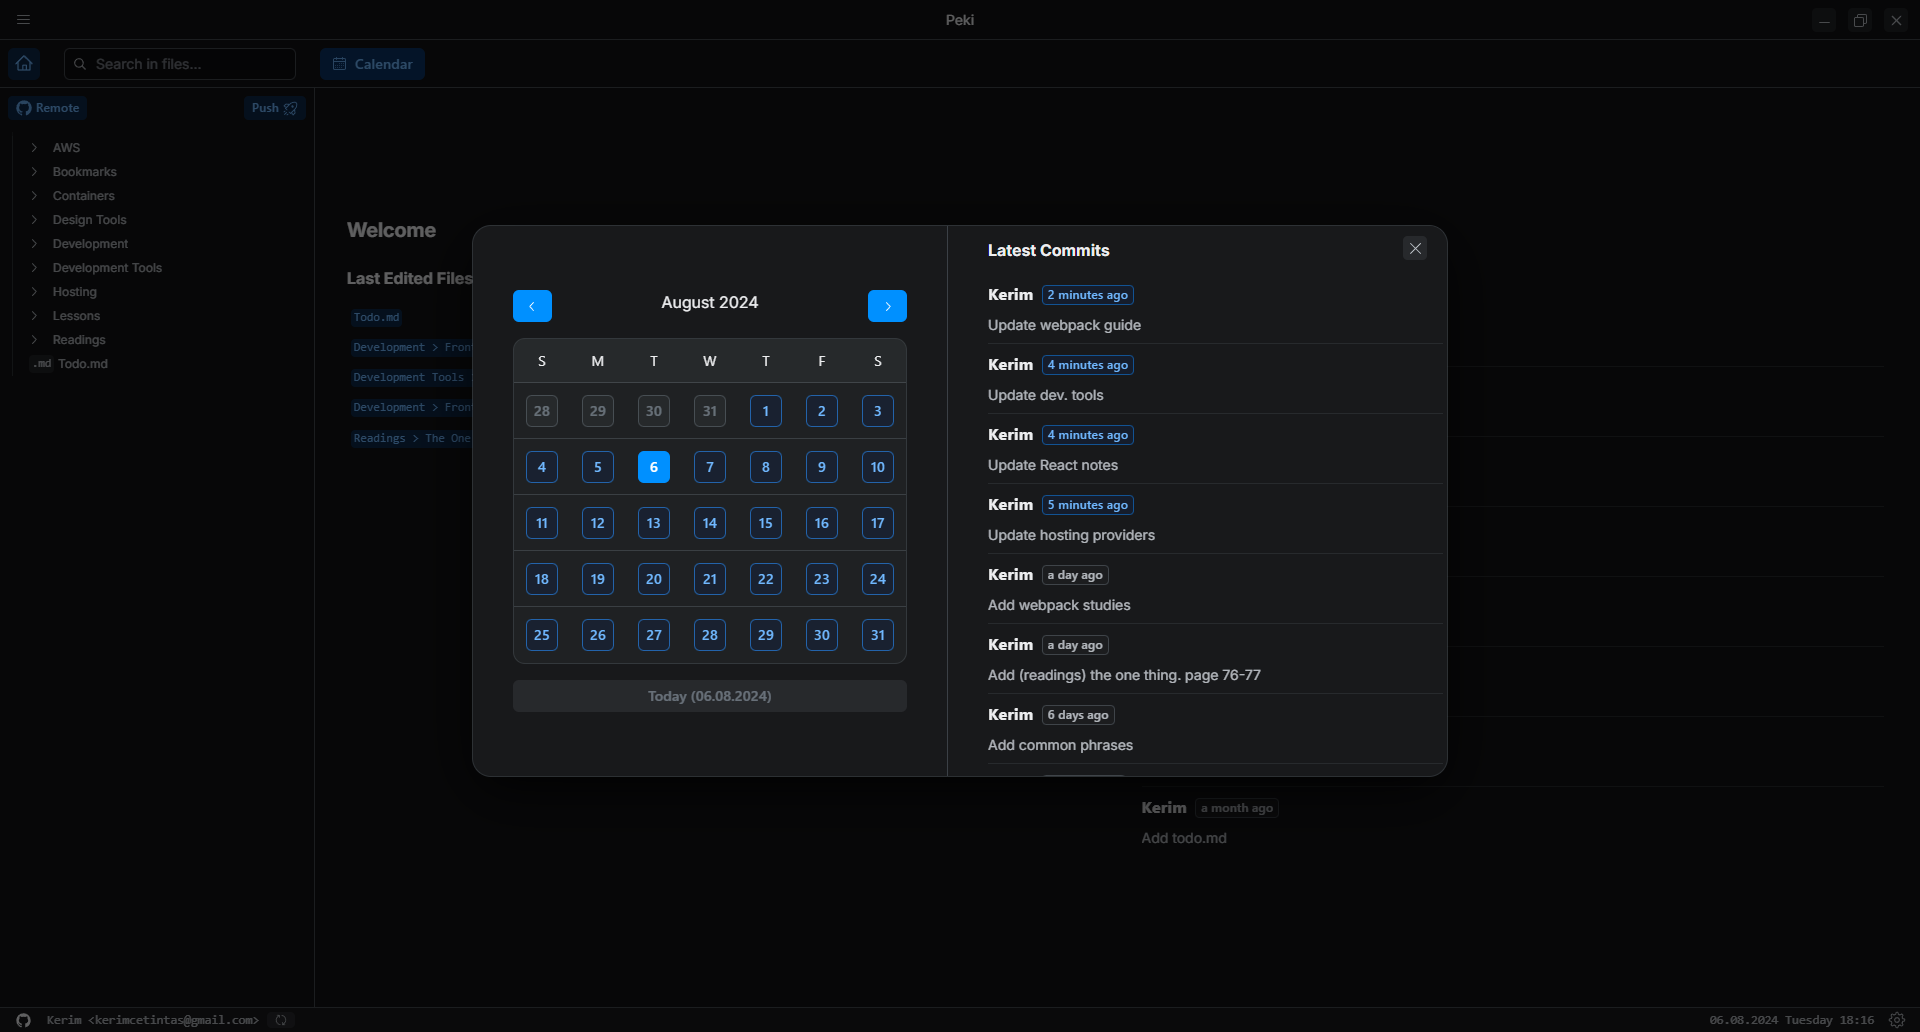 Peki
Search in files...
Calendar
Remote
Push
AWS
Bookmarks
Containers
Design Tools
Development
Development Tools
Hosting
Lessons
Readings
.md Todo.md
Welcome
Last Edited Files
Todo.md
Development > Fron
Development Tools
Development > Fron
Readings > The One
August 2024
S M T W T F S
28 29 30 31 1 2 3
4 5 6 7 8 9 10
11 12 13 14 15 16 17
18 19 20 21 22 23 24
25 26 27 28 29 30 31
Today (06.08.2024)
Latest Commits
Kerim 2 minutes ago
Update webpack guide
Kerim 4 minutes ago
Update dev. tools
Kerim 4 minutes ago
Update React notes
Kerim 5 minutes ago
Update hosting providers
Kerim a day ago
Add webpack studies
Kerim a day ago
Add (readings) the one thing. page 76-77
Kerim 6 days ago
Add common phrases
Kerim a month ago
Add todo.md
Kerim <kerimcetintas@gmail.com>
06.08.2024 Tuesday 18:16